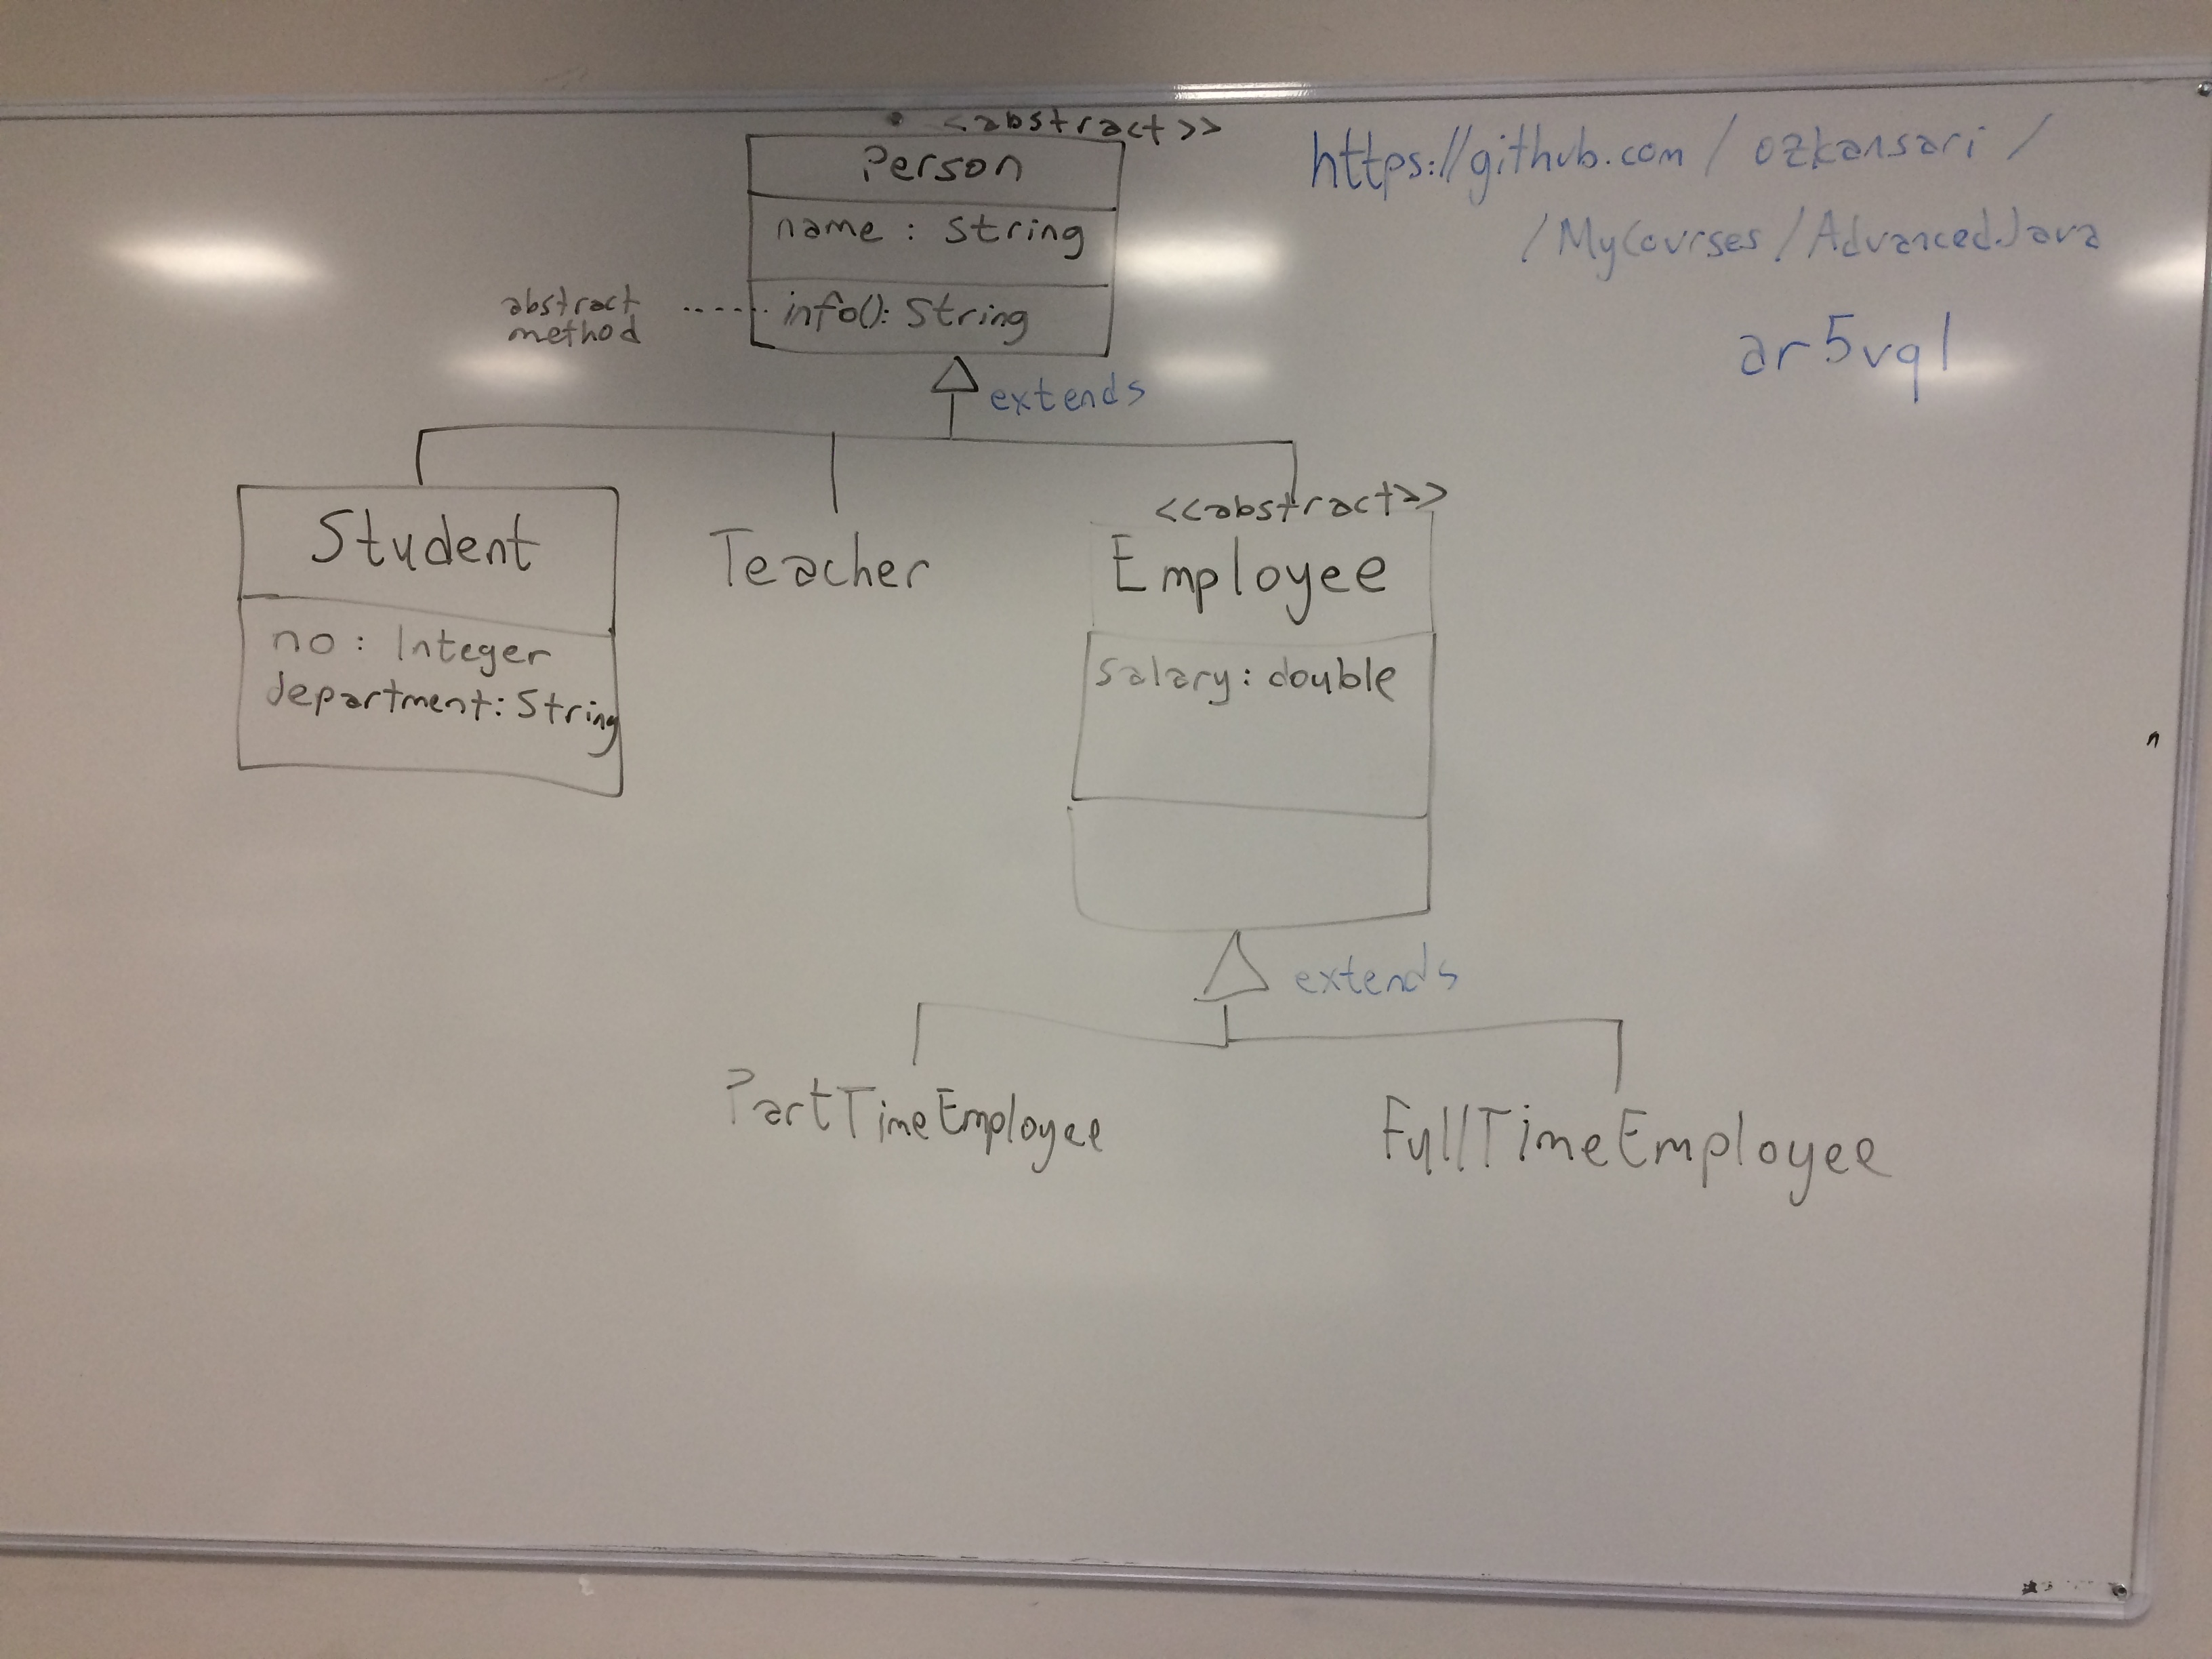 <abstract>>
Person
name : String
abstract
method
info(): String
extends
https://github.com / ozkansari /
/MyCourses / AdvancedJava
ar5vq1
Student
no : Integer
department: String
Teacher
<<abstract>>
Employee
salary: double
extends
PartTimeEmployee
FullTimeEmployee